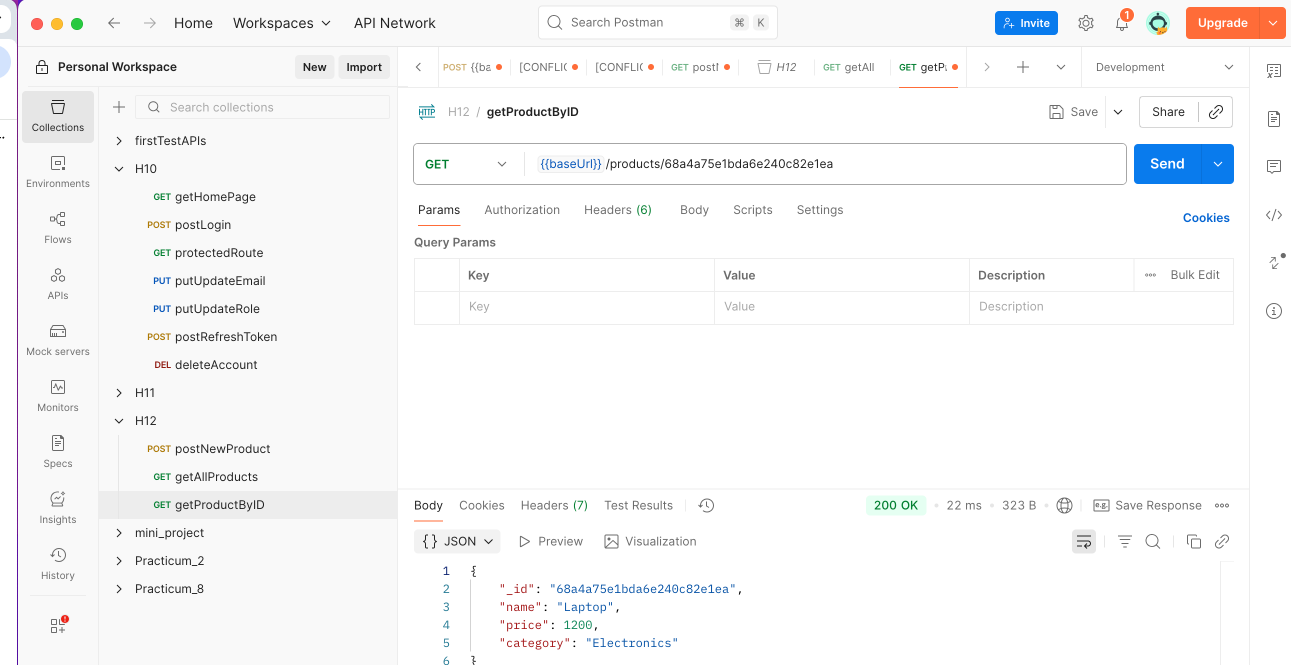 Home Workspaces API Network Search Postman ⌘ K Invite 1 Upgrade
Personal Workspace New Import
POST {{ba [CONFLIC [CONFLIC GET postl H12 GET getAll GET getPı Development
Collections
Environments
Flows
APIs
Mock servers
Monitors
Specs
Insights
History
Search collections
firstTestAPIs
H10
GET getHomePage
POST postLogin
GET protectedRoute
PUT putUpdateEmail
PUT putUpdateRole
POST postRefreshToken
DEL deleteAccount
H11
H12
POST postNewProduct
GET getAllProducts
GET getProductByID
mini_project
Practicum_2
Practicum_8
HTTP H12 / getProductByID Save Share
GET {{baseUrl}} /products/68a4a75e1bda6e240c82e1ea Send
Params Authorization Headers (6) Body Scripts Settings Cookies
Query Params
Key Value Description Bulk Edit
Key Value Description
Body Cookies Headers (7) Test Results 200 OK • 22 ms • 323 B e.g. Save Response
{} JSON Preview Visualization
1 {
2 "_id": "68a4a75e1bda6e240c82e1ea",
3 "name": "Laptop",
4 "price": 1200,
5 "category": "Electronics"
6 }